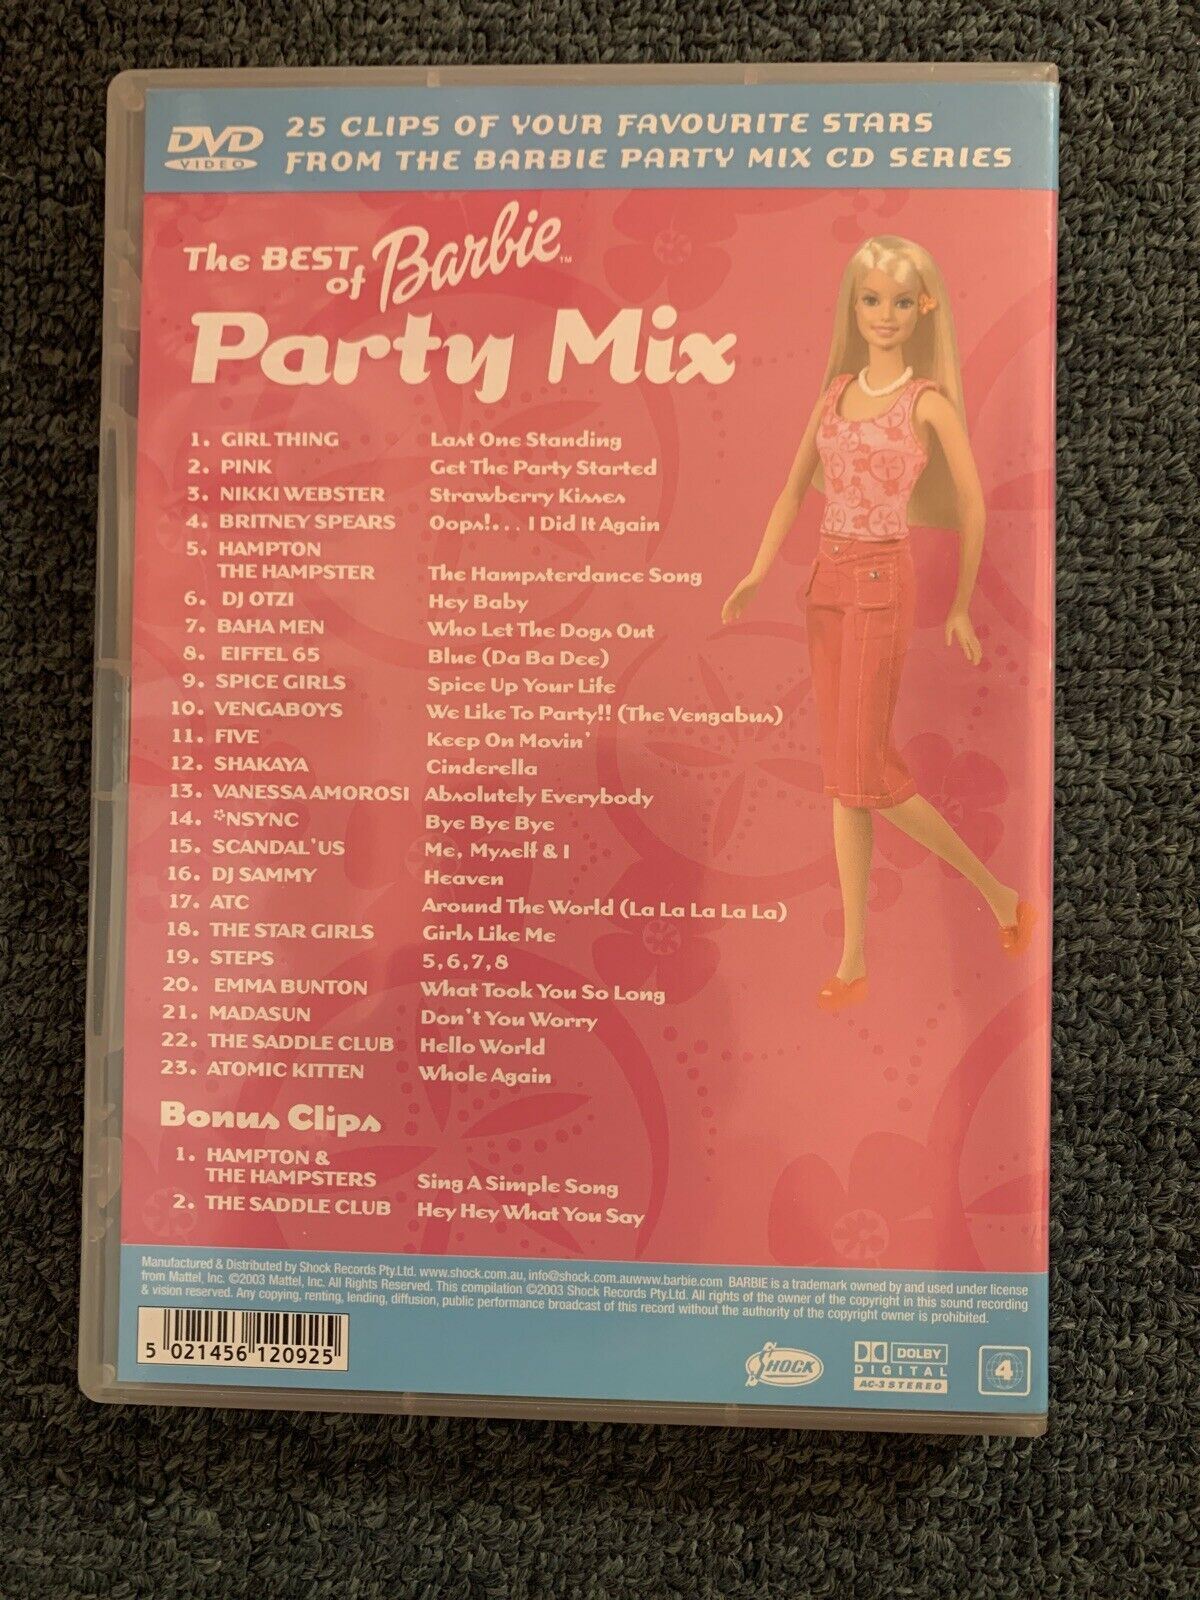 DVD VIDEO
25 CLIPS OF YOUR FAVOURITE STARS
FROM THE BARBIE PARTY MIX CD SERIES
The BEST of Barbie™
Party Mix
1. GIRL THING Last One Standing
2. PINK Get The Party Started
3. NIKKI WEBSTER Strawberry Kisses
4. BRITNEY SPEARS Oops!... I Did It Again
5. HAMPTON
THE HAMPSTER The Hampsterdance Song
6. DJ OTZI Hey Baby
7. BAHA MEN Who Let The Dogs Out
8. EIFFEL 65 Blue (Da Ba Dee)
9. SPICE GIRLS Spice Up Your Life
10. VENGABOYS We Like To Party!! (The Vengabus)
11. FIVE Keep On Movin'
12. SHAKAYA Cinderella
13. VANESSA AMOROSI Absolutely Everybody
14. *NSYNC Bye Bye Bye
15. SCANDAL'US Me, Myself & I
16. DJ SAMMY Heaven
17. ATC Around The World (La La La La La)
18. THE STAR GIRLS Girls Like Me
19. STEPS 5,6,7,8
20. EMMA BUNTON What Took You So Long
21. MADASUN Don't You Worry
22. THE SADDLE CLUB Hello World
23. ATOMIC KITTEN Whole Again
Bonus Clips
1. HAMPTON &
THE HAMPSTERS Sing A Simple Song
2. THE SADDLE CLUB Hey Hey What You Say
Manufactured & Distributed by Shock Records Pty.Ltd. www.shock.com.au, info@shock.com.auwww.barbie.com BARBIE is a trademark owned by and used under license
from Mattel, Inc. ©2003 Mattel, Inc. All Rights Reserved. This compilation ©2003 Shock Records Pty.Ltd. All rights of the owner of the copyright in this sound recording
& vision reserved. Any copying, renting, lending, diffusion, public performance broadcast of this record without the authority of the copyright owner is prohibited.
5 021456 120925
SHOCK
DOLBY
DIGITAL
AC-3 STEREO
4